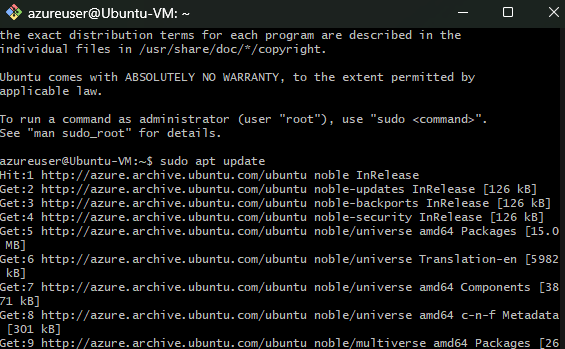 azureuser@Ubuntu-VM: ~
the exact distribution terms for each program are described in the
individual files in /usr/share/doc/*/copyright.
Ubuntu comes with ABSOLUTELY NO WARRANTY, to the extent permitted by
applicable law.
To run a command as administrator (user "root"), use "sudo <command>".
See "man sudo_root" for details.
azureuser@Ubuntu-VM:~$ sudo apt update
Hit:1 http://azure.archive.ubuntu.com/ubuntu noble InRelease
Get:2 http://azure.archive.ubuntu.com/ubuntu noble-updates InRelease [126 kB]
Get:3 http://azure.archive.ubuntu.com/ubuntu noble-backports InRelease [126 kB]
Get:4 http://azure.archive.ubuntu.com/ubuntu noble-security InRelease [126 kB]
Get:5 http://azure.archive.ubuntu.com/ubuntu noble/universe amd64 Packages [15.0
 MB]
Get:6 http://azure.archive.ubuntu.com/ubuntu noble/universe Translation-en [5982
 kB]
Get:7 http://azure.archive.ubuntu.com/ubuntu noble/universe amd64 Components [38
71 kB]
Get:8 http://azure.archive.ubuntu.com/ubuntu noble/universe amd64 c-n-f Metadata
 [301 kB]
Get:9 http://azure.archive.ubuntu.com/ubuntu noble/multiverse amd64 Packages [26